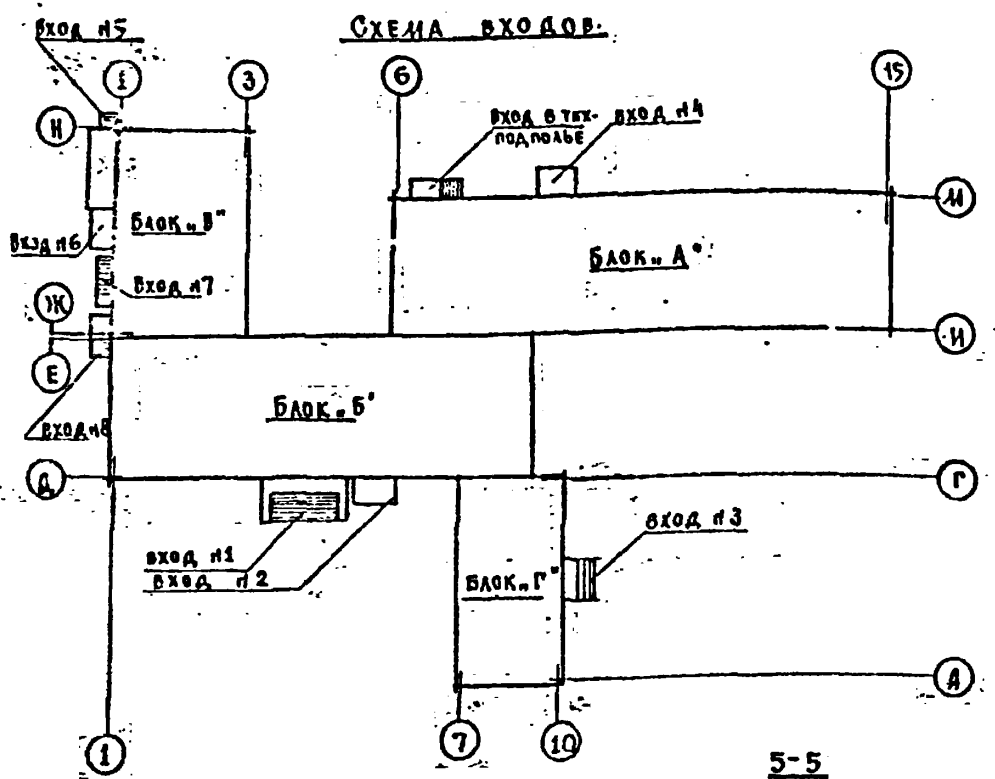 СХЕМА ВХОДОВ.
ВХОД №5
1
3
6
15
Н
ВХОД В ТЕХ-
ПОДПОЛЬЕ
ВХОД №4
М
БЛОК „В"
ВХОД №6
БЛОК „А"
ВХОД №7
Ж
И
Е
БЛОК „Б"
ВХОД №8
Д
Г
ВХОД №3
ВХОД №1
ВХОД №2
БЛОК „Г"
А
1
7
10
5-5